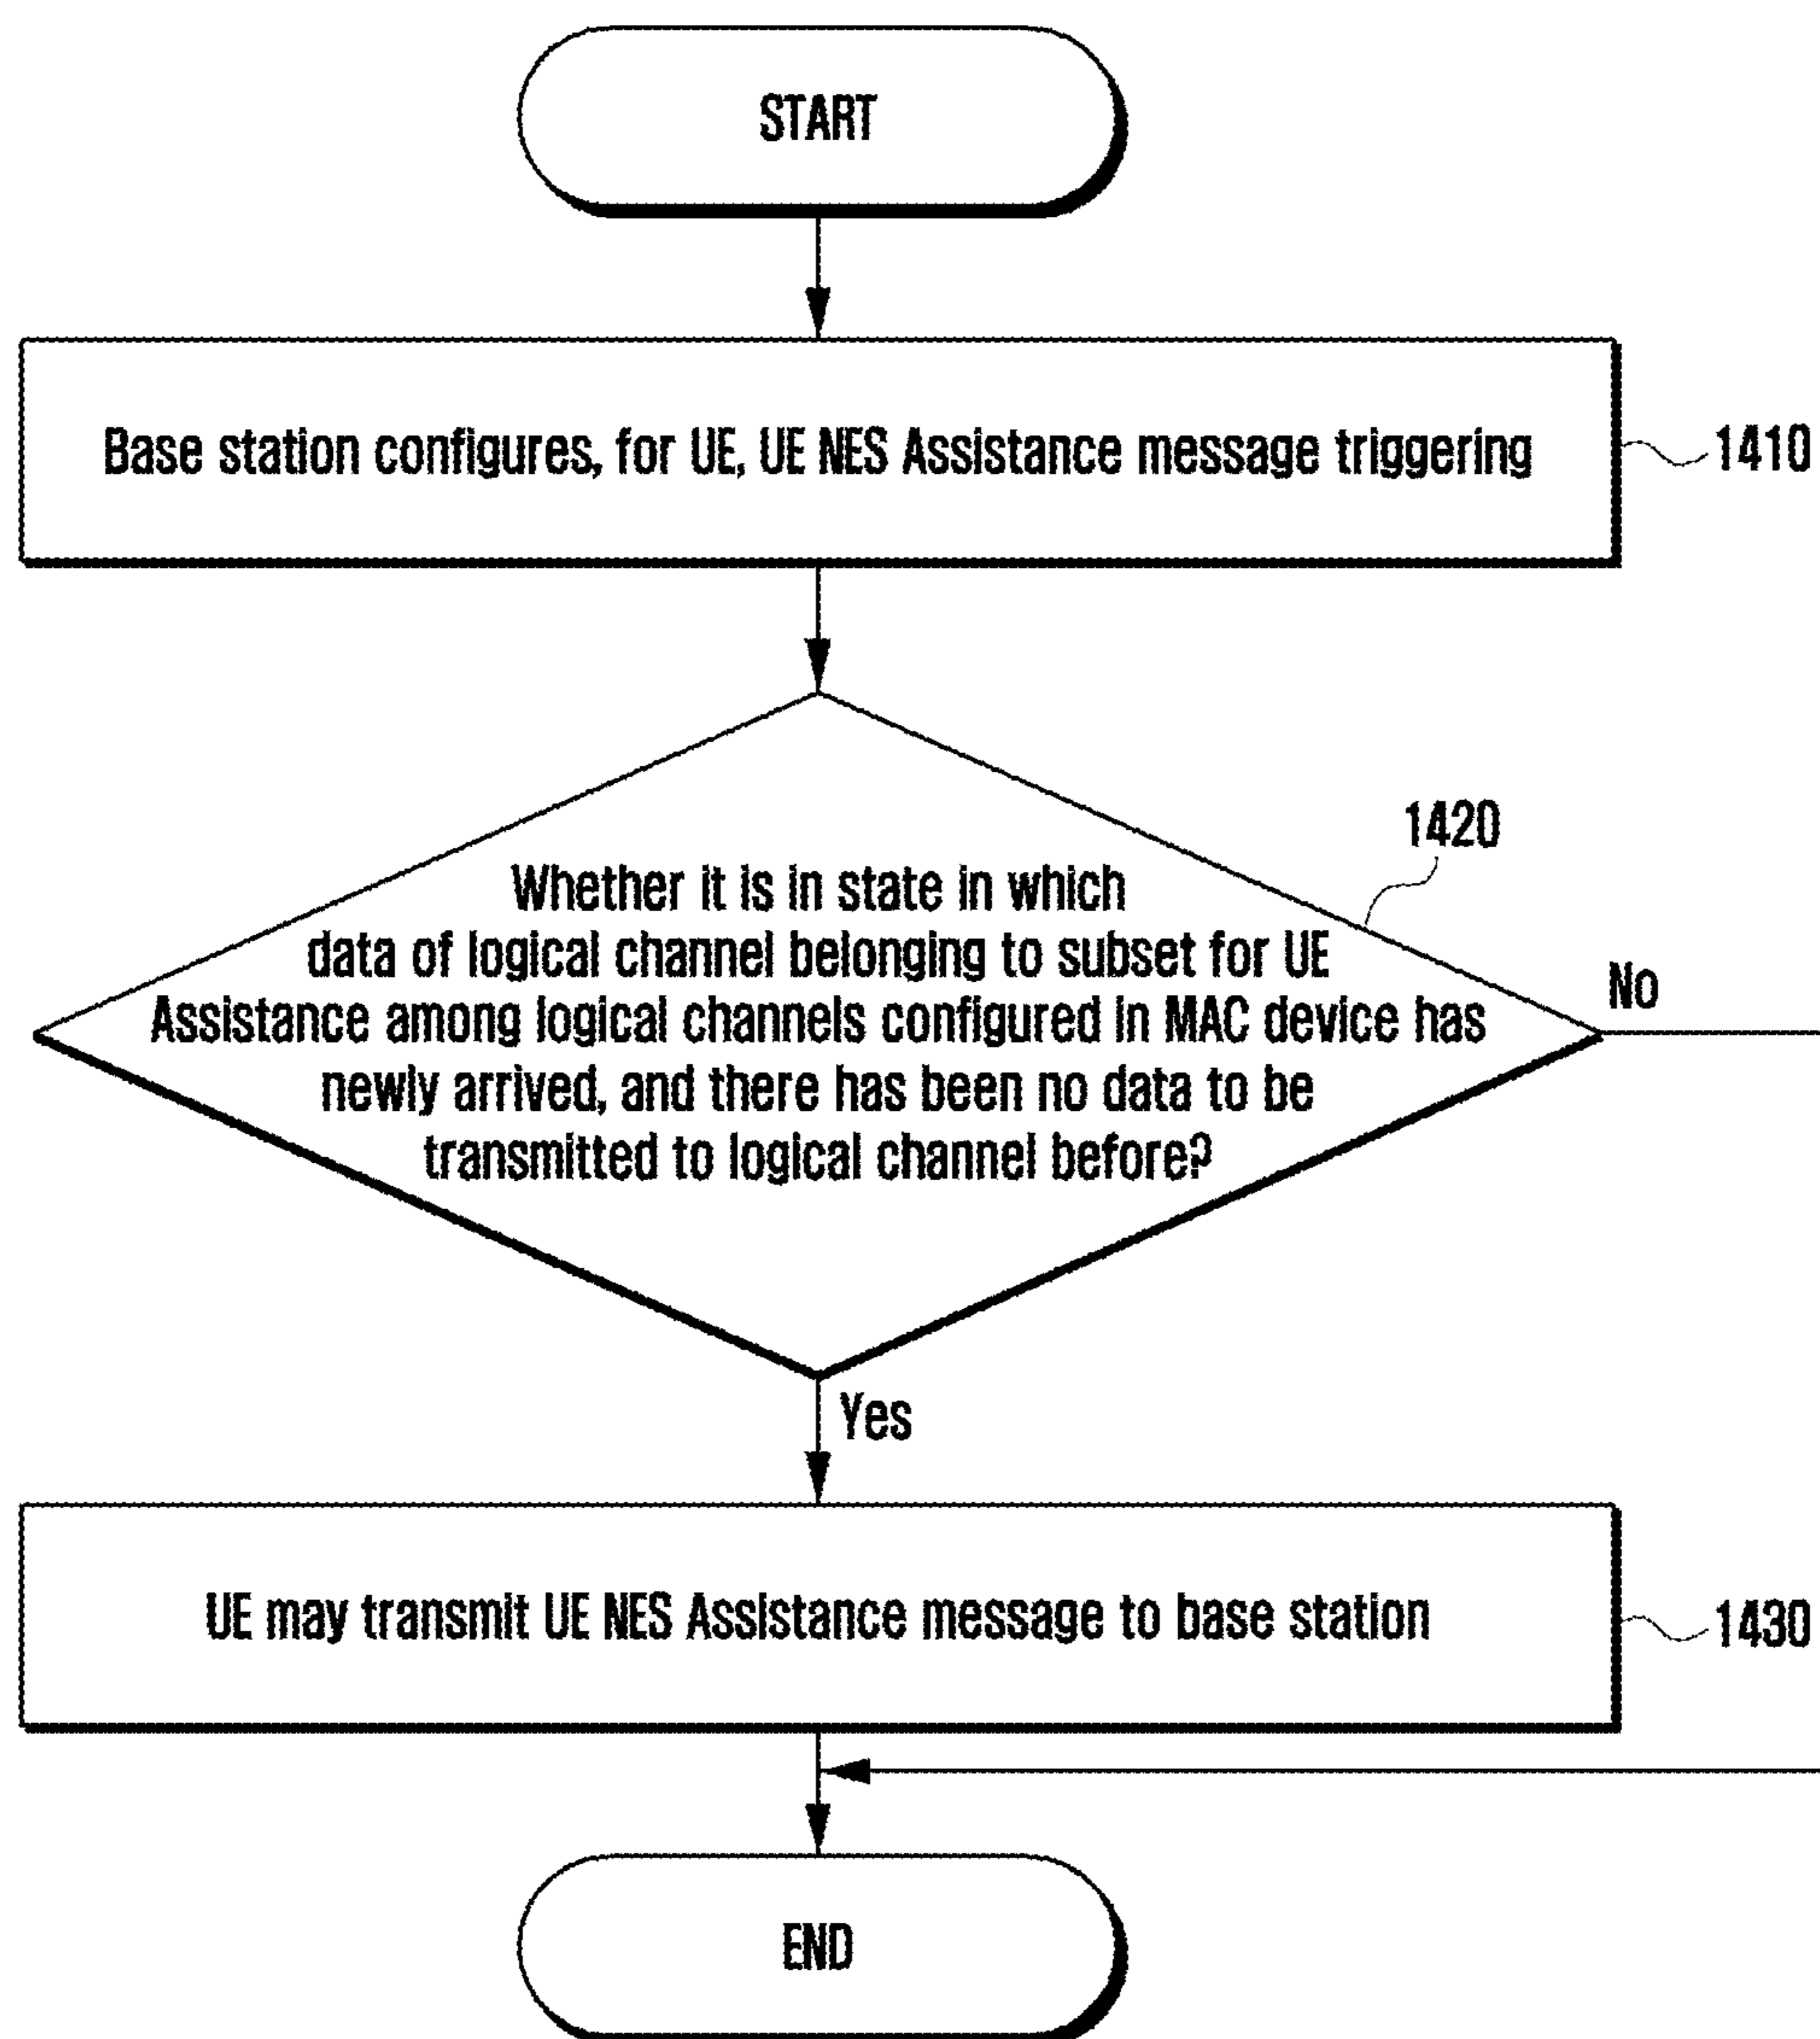 START
Base station configures, for UE, UE NES Assistance message triggering
1410
1420
Whether it is in state in which
data of logical channel belonging to subset for UE
Assistance among logical channels configured in MAC device has
newly arrived, and there has been no data to be
transmitted to logical channel before?
No
Yes
UE may transmit UE NES Assistance message to base station
1430
END